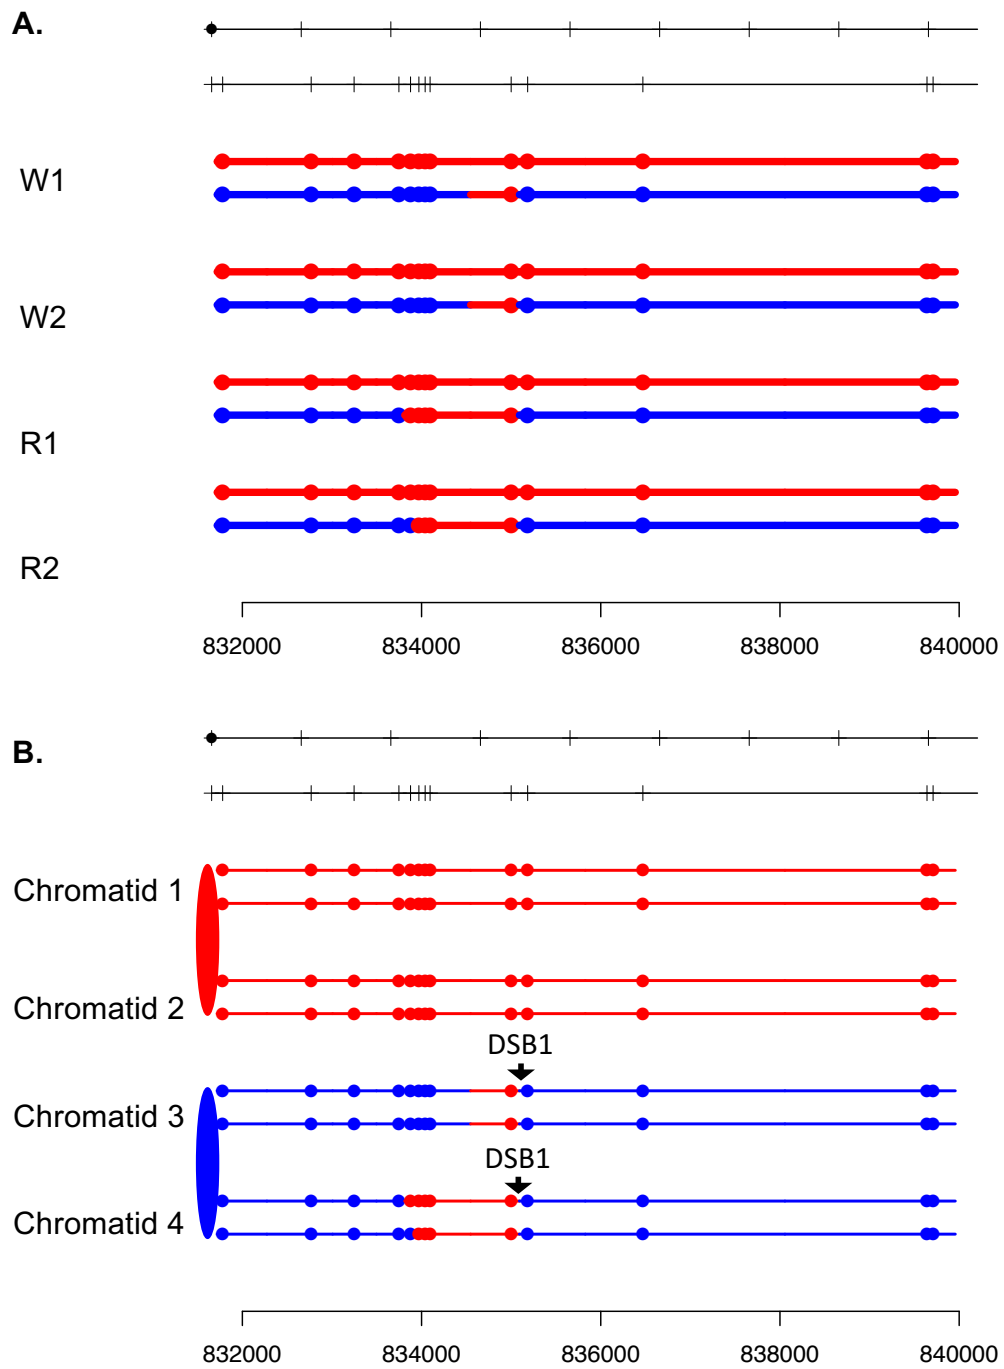 A.
W1
W2
R1
R2
832000 834000 836000 838000 840000
B.
Chromatid 1
Chromatid 2
DSB1
Chromatid 3
DSB1
Chromatid 4
832000 834000 836000 838000 840000